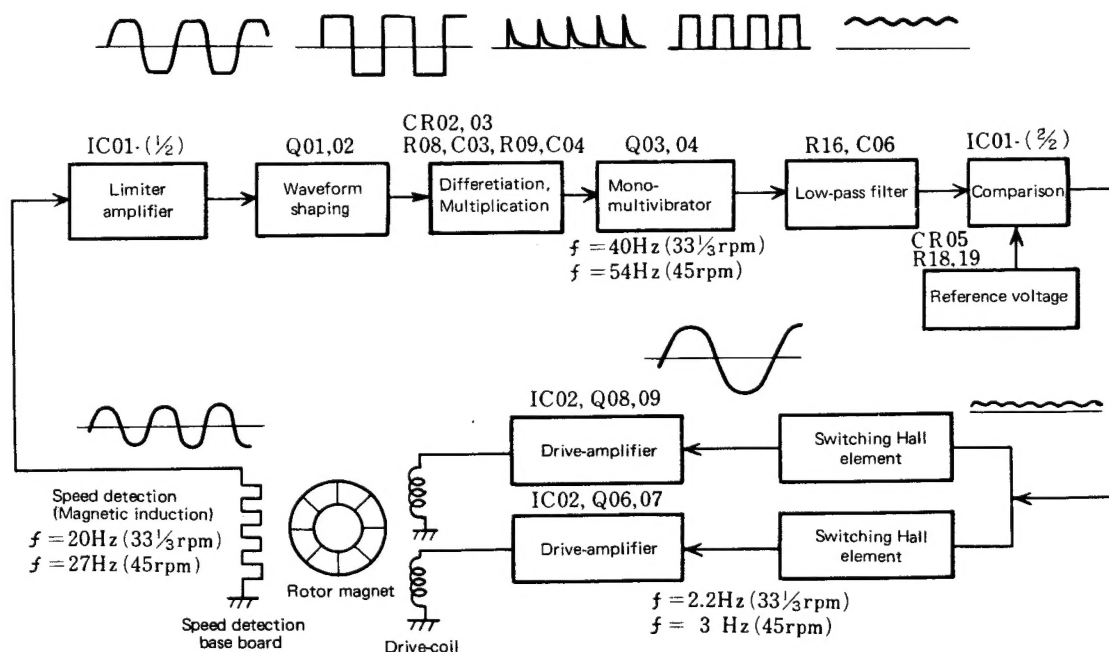 IC01-(½)
Limiter
amplifier
Q01,02
Waveform
shaping
CR02, 03
R08, C03, R09, C04
Differetiation,
Multiplication
Q03, 04
Mono-
multivibrator
f = 40Hz (33⅓rpm)
f = 54Hz (45rpm)
R16, C06
Low-pass filter
IC01-(2/2)
Comparison
CR05
R18,19
Reference voltage
IC02, Q08,09
Drive-amplifier
Switching Hall
element
IC02, Q06,07
Drive-amplifier
Switching Hall
element
f = 2.2Hz (33⅓rpm)
f = 3 Hz (45rpm)
Speed detection
(Magnetic induction)
f = 20Hz (33⅓rpm)
f = 27Hz (45rpm)
Rotor magnet
Speed detection
base board
Drive-coil